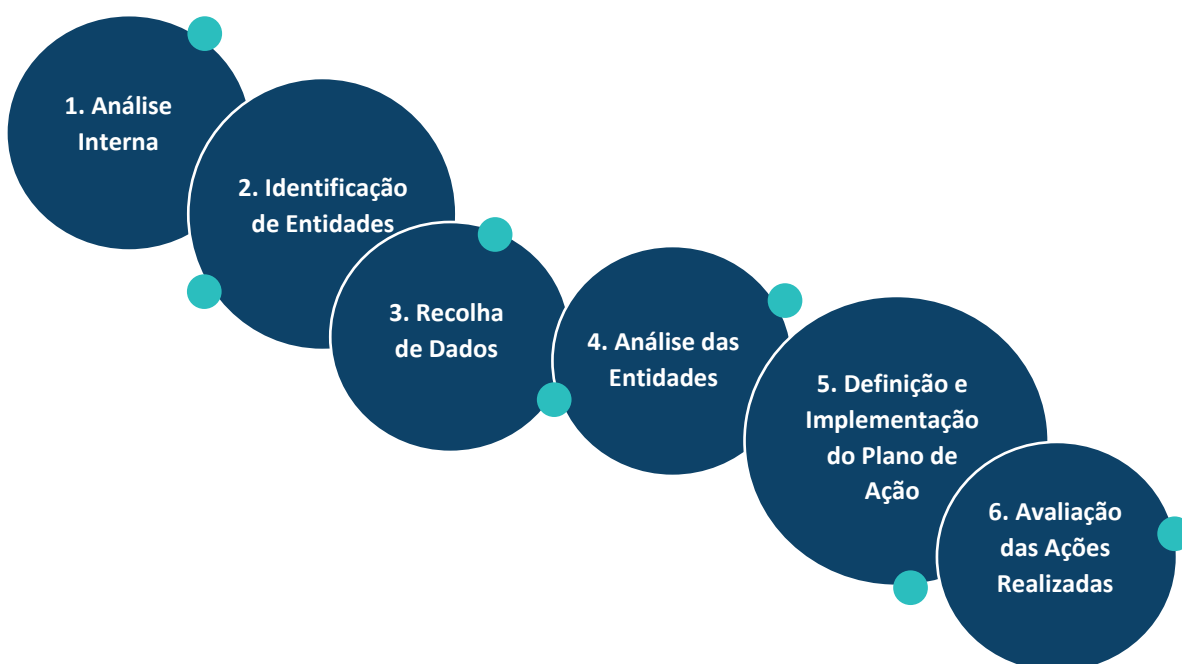 1. Análise
Interna
2. Identificação
de Entidades
3. Recolha
de Dados
4. Análise das
Entidades
5. Definição e
Implementação
do Plano de
Ação
6. Avaliação
das Ações
Realizadas